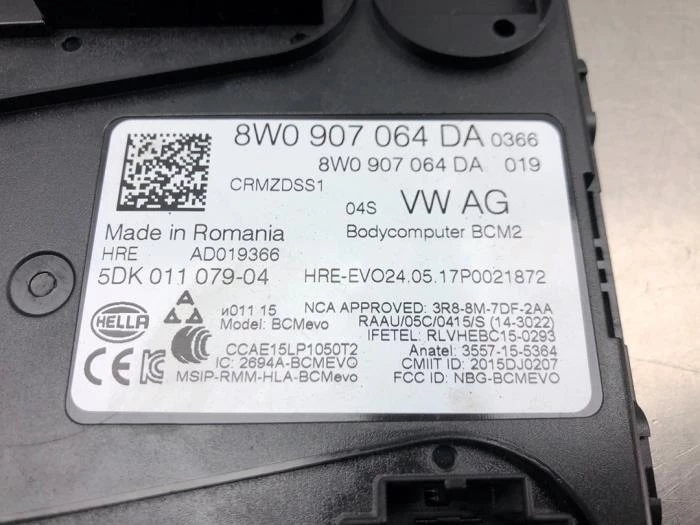 8W0 907 064 DA 0366
8W0 907 064 DA 019
CRMZDSS1
04S VW AG
Made in Romania Bodycomputer BCM2
HRE AD019366
5DK 011 079-04 HRE-EVO24.05.17P0021872
HELLA
и011 15 NCA APPROVED: 3R8-8M-7DF-2AA
Model: BCMevo RAAU/05C/0415/S (14-3022)
IFETEL: RLVHEBC15-0293
CCAE15LP1050T2 Anatel: 3557-15-5364
IC: 2694A-BCMEVO CMIIT ID: 2015DJ0207
MSIP-RMM-HLA-BCMevo FCC ID: NBG-BCMEVO
CE